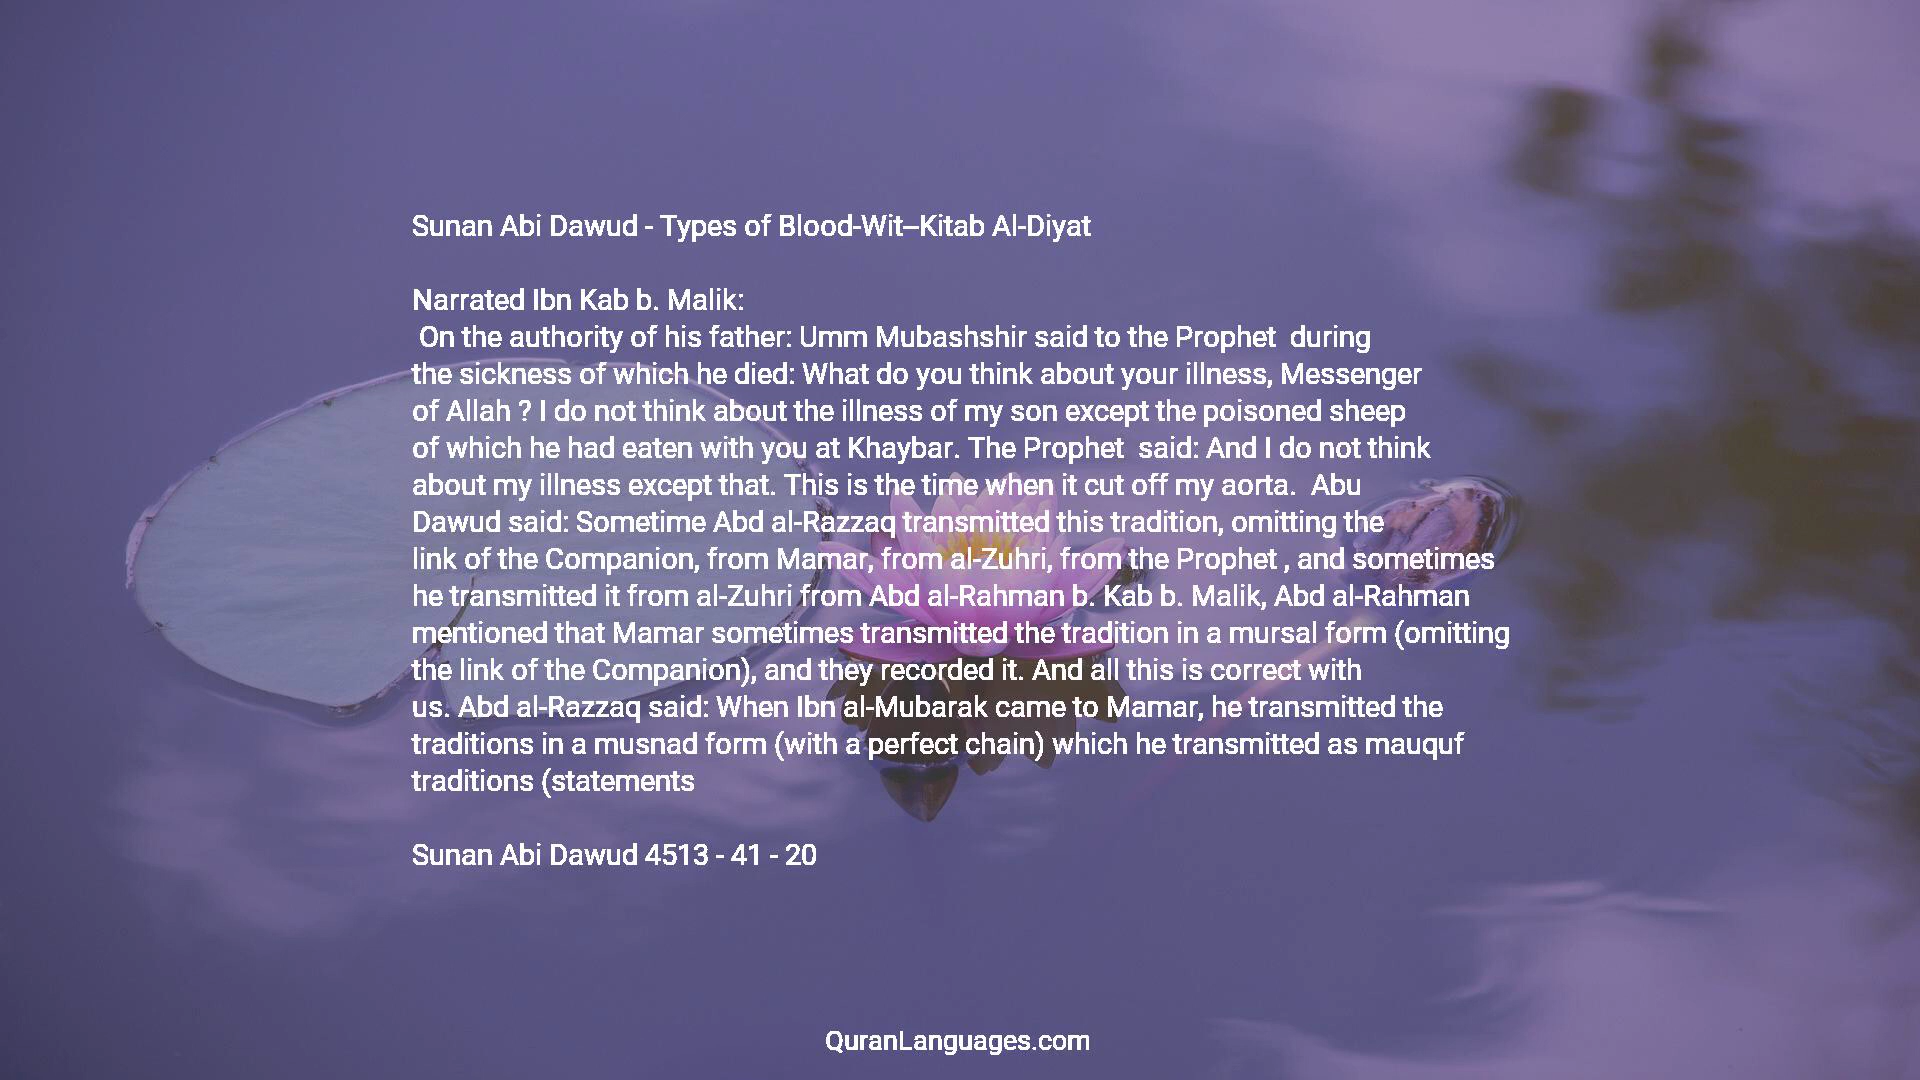 Sunan Abi Dawud - Types of Blood-Wit--Kitab Al-Diyat
Narrated Ibn Kab b. Malik:
On the authority of his father: Umm Mubashshir said to the Prophet  during
the sickness of which he died: What do you think about your illness, Messenger
of Allah ? I do not think about the illness of my son except the poisoned sheep
of which he had eaten with you at Khaybar. The Prophet  said: And I do not think
about my illness except that. This is the time when it cut off my aorta.  Abu
Dawud said: Sometime Abd al-Razzaq transmitted this tradition, omitting the
link of the Companion, from Mamar, from al-Zuhri, from the Prophet , and sometimes
he transmitted it from al-Zuhri from Abd al-Rahman b. Kab b. Malik, Abd al-Rahman
mentioned that Mamar sometimes transmitted the tradition in a mursal form (omitting
the link of the Companion), and they recorded it. And all this is correct with
us. Abd al-Razzaq said: When Ibn al-Mubarak came to Mamar, he transmitted the
traditions in a musnad form (with a perfect chain) which he transmitted as mauquf
traditions (statements
Sunan Abi Dawud 4513 - 41 - 20
QuranLanguages.com